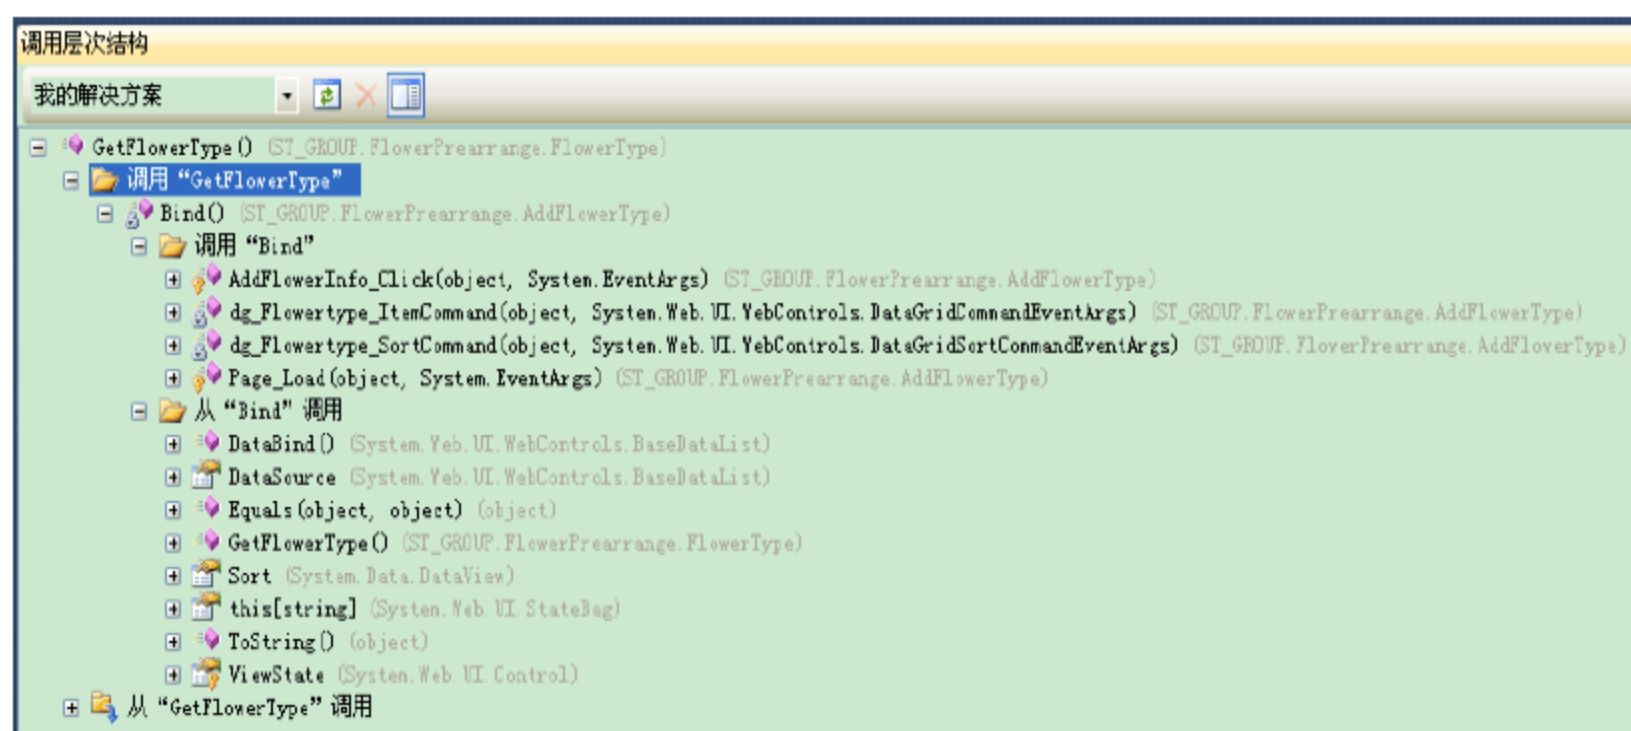 调用层次结构
我的解决方案
GetFlowerType() (ST_GROUP.FlowerPrearrange.FlowerType)
调用 “GetFlowerType”
Bind() (ST_GROUP.FlowerPrearrange.AddFlowerType)
调用 “Bind”
AddFlowerInfo_Click(object, System.EventArgs) (ST_GROUP.FlowerPrearrange.AddFlowerType)
dg_Flowertype_ItemCommand(object, System.Web.UI.WebControls.DataGridCommandEventArgs) (ST_GROUP.FlowerPrearrange.AddFlowerType)
dg_Flowertype_SortCommand(object, System.Web.UI.WebControls.DataGridSortCommandEventArgs) (ST_GROUP.FlowerPrearrange.AddFlowerType)
Page_Load(object, System.EventArgs) (ST_GROUP.FlowerPrearrange.AddFlowerType)
从 “Bind” 调用
DataBind() (System.Web.UI.WebControls.BaseDataList)
DataSource (System.Web.UI.WebControls.BaseDataList)
Equals(object, object) (object)
GetFlowerType() (ST_GROUP.FlowerPrearrange.FlowerType)
Sort (System.Data.DataView)
this[string] (System.Web.UI.StateBag)
ToString() (object)
ViewState (System.Web.UI.Control)
从 “GetFlowerType” 调用